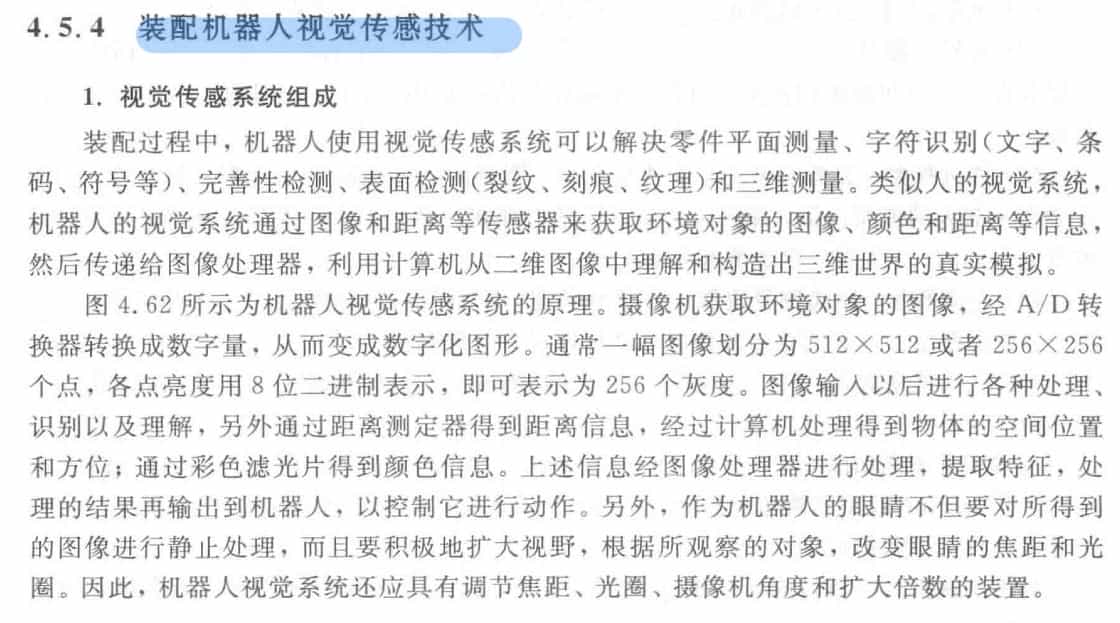 4.5.4 装配机器人视觉传感技术
1. 视觉传感系统组成
装配过程中，机器人使用视觉传感系统可以解决零件平面测量、字符识别(文字、条
码、符号等)、完善性检测、表面检测(裂纹、刻痕、纹理)和三维测量。类似人的视觉系统，
机器人的视觉系统通过图像和距离等传感器来获取环境对象的图像、颜色和距离等信息，
然后传递给图像处理器，利用计算机从二维图像中理解和构造出三维世界的真实模拟。
图 4.62 所示为机器人视觉传感系统的原理。摄像机获取环境对象的图像，经 A/D 转
换器转换成数字量，从而变成数字化图形。通常一幅图像划分为 512×512 或者 256×256
个点，各点亮度用 8 位二进制表示，即可表示为 256 个灰度。图像输入以后进行各种处理、
识别以及理解，另外通过距离测定器得到距离信息，经过计算机处理得到物体的空间位置
和方位；通过彩色滤光片得到颜色信息。上述信息经图像处理器进行处理，提取特征，处
理的结果再输出到机器人，以控制它进行动作。另外，作为机器人的眼睛不但要对所得到
的图像进行静止处理，而且要积极地扩大视野，根据所观察的对象，改变眼睛的焦距和光
圈。因此，机器人视觉系统还应具有调节焦距、光圈、摄像机角度和扩大倍数的装置。